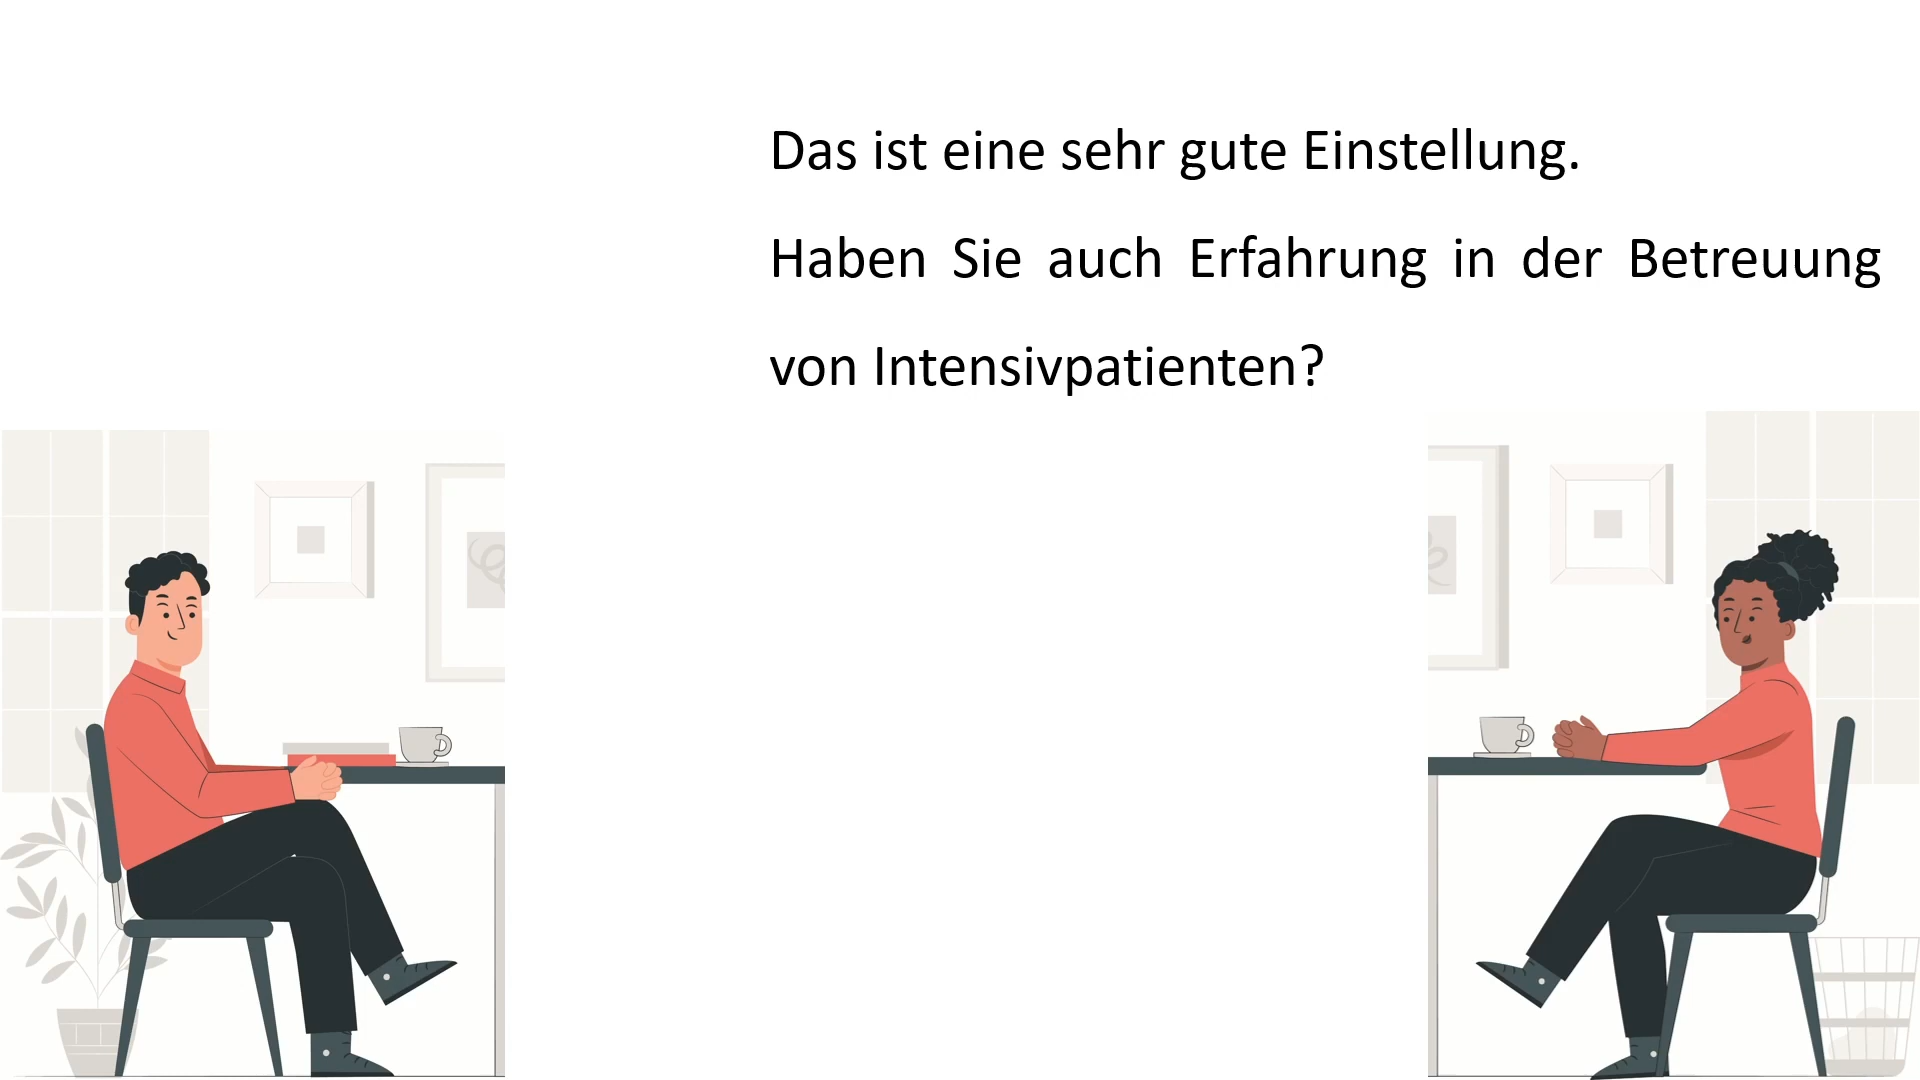 Das ist eine sehr gute Einstellung.
Haben Sie auch Erfahrung in der Betreuung
von Intensivpatienten?